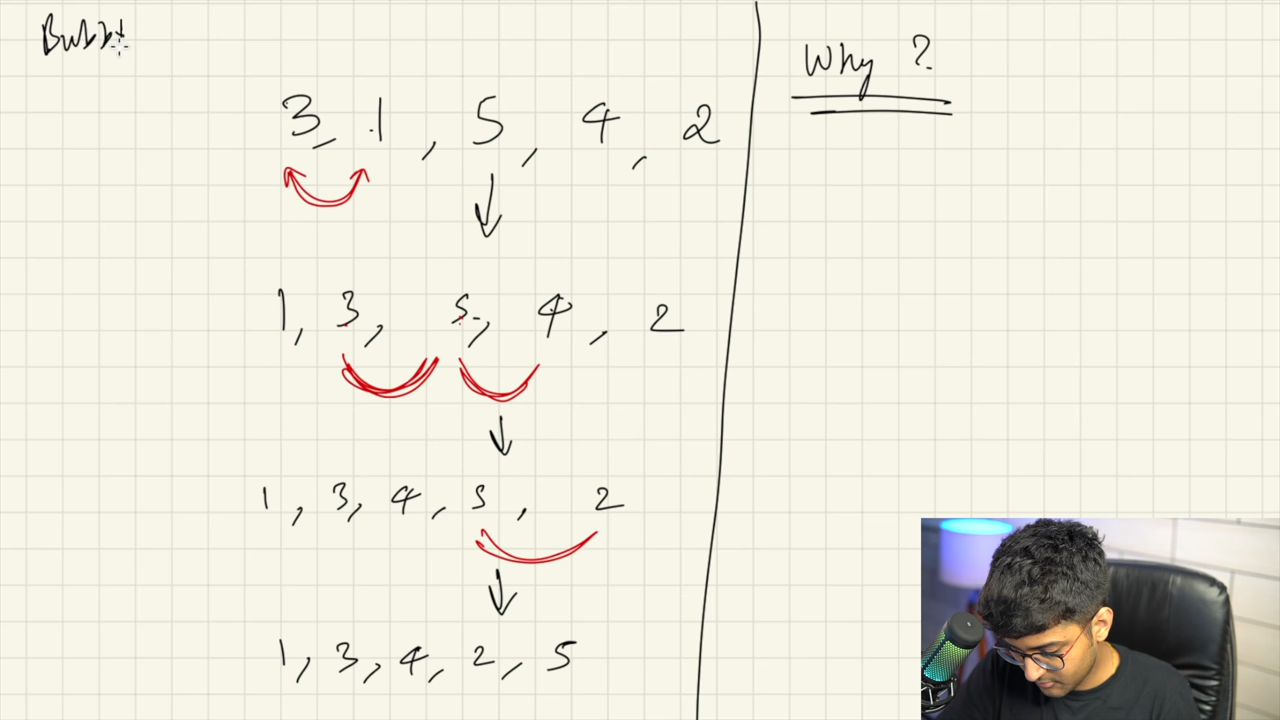 Bubbl
3, 1, 5, 4, 2
1, 3, 5, 4, 2
1, 3, 4, 5, 2
1, 3, 4, 2, 5
Why ?